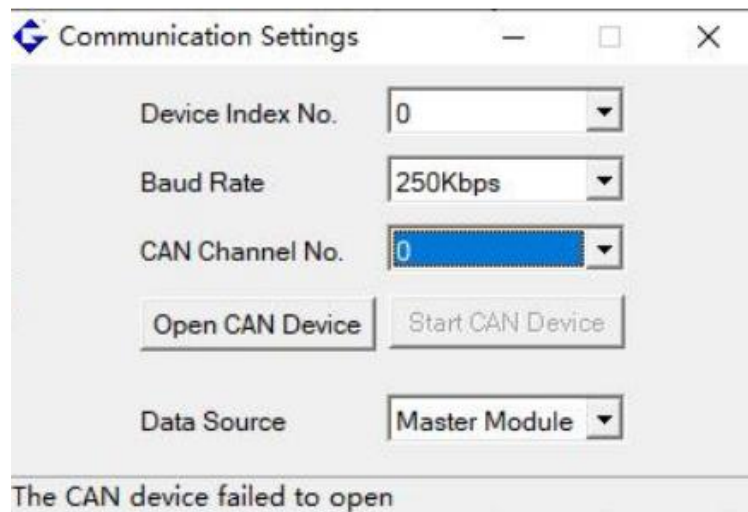 Communication Settings
Device Index No. 0
Baud Rate 250Kbps
CAN Channel No. 0
Open CAN Device Start CAN Device
Data Source Master Module
The CAN device failed to open